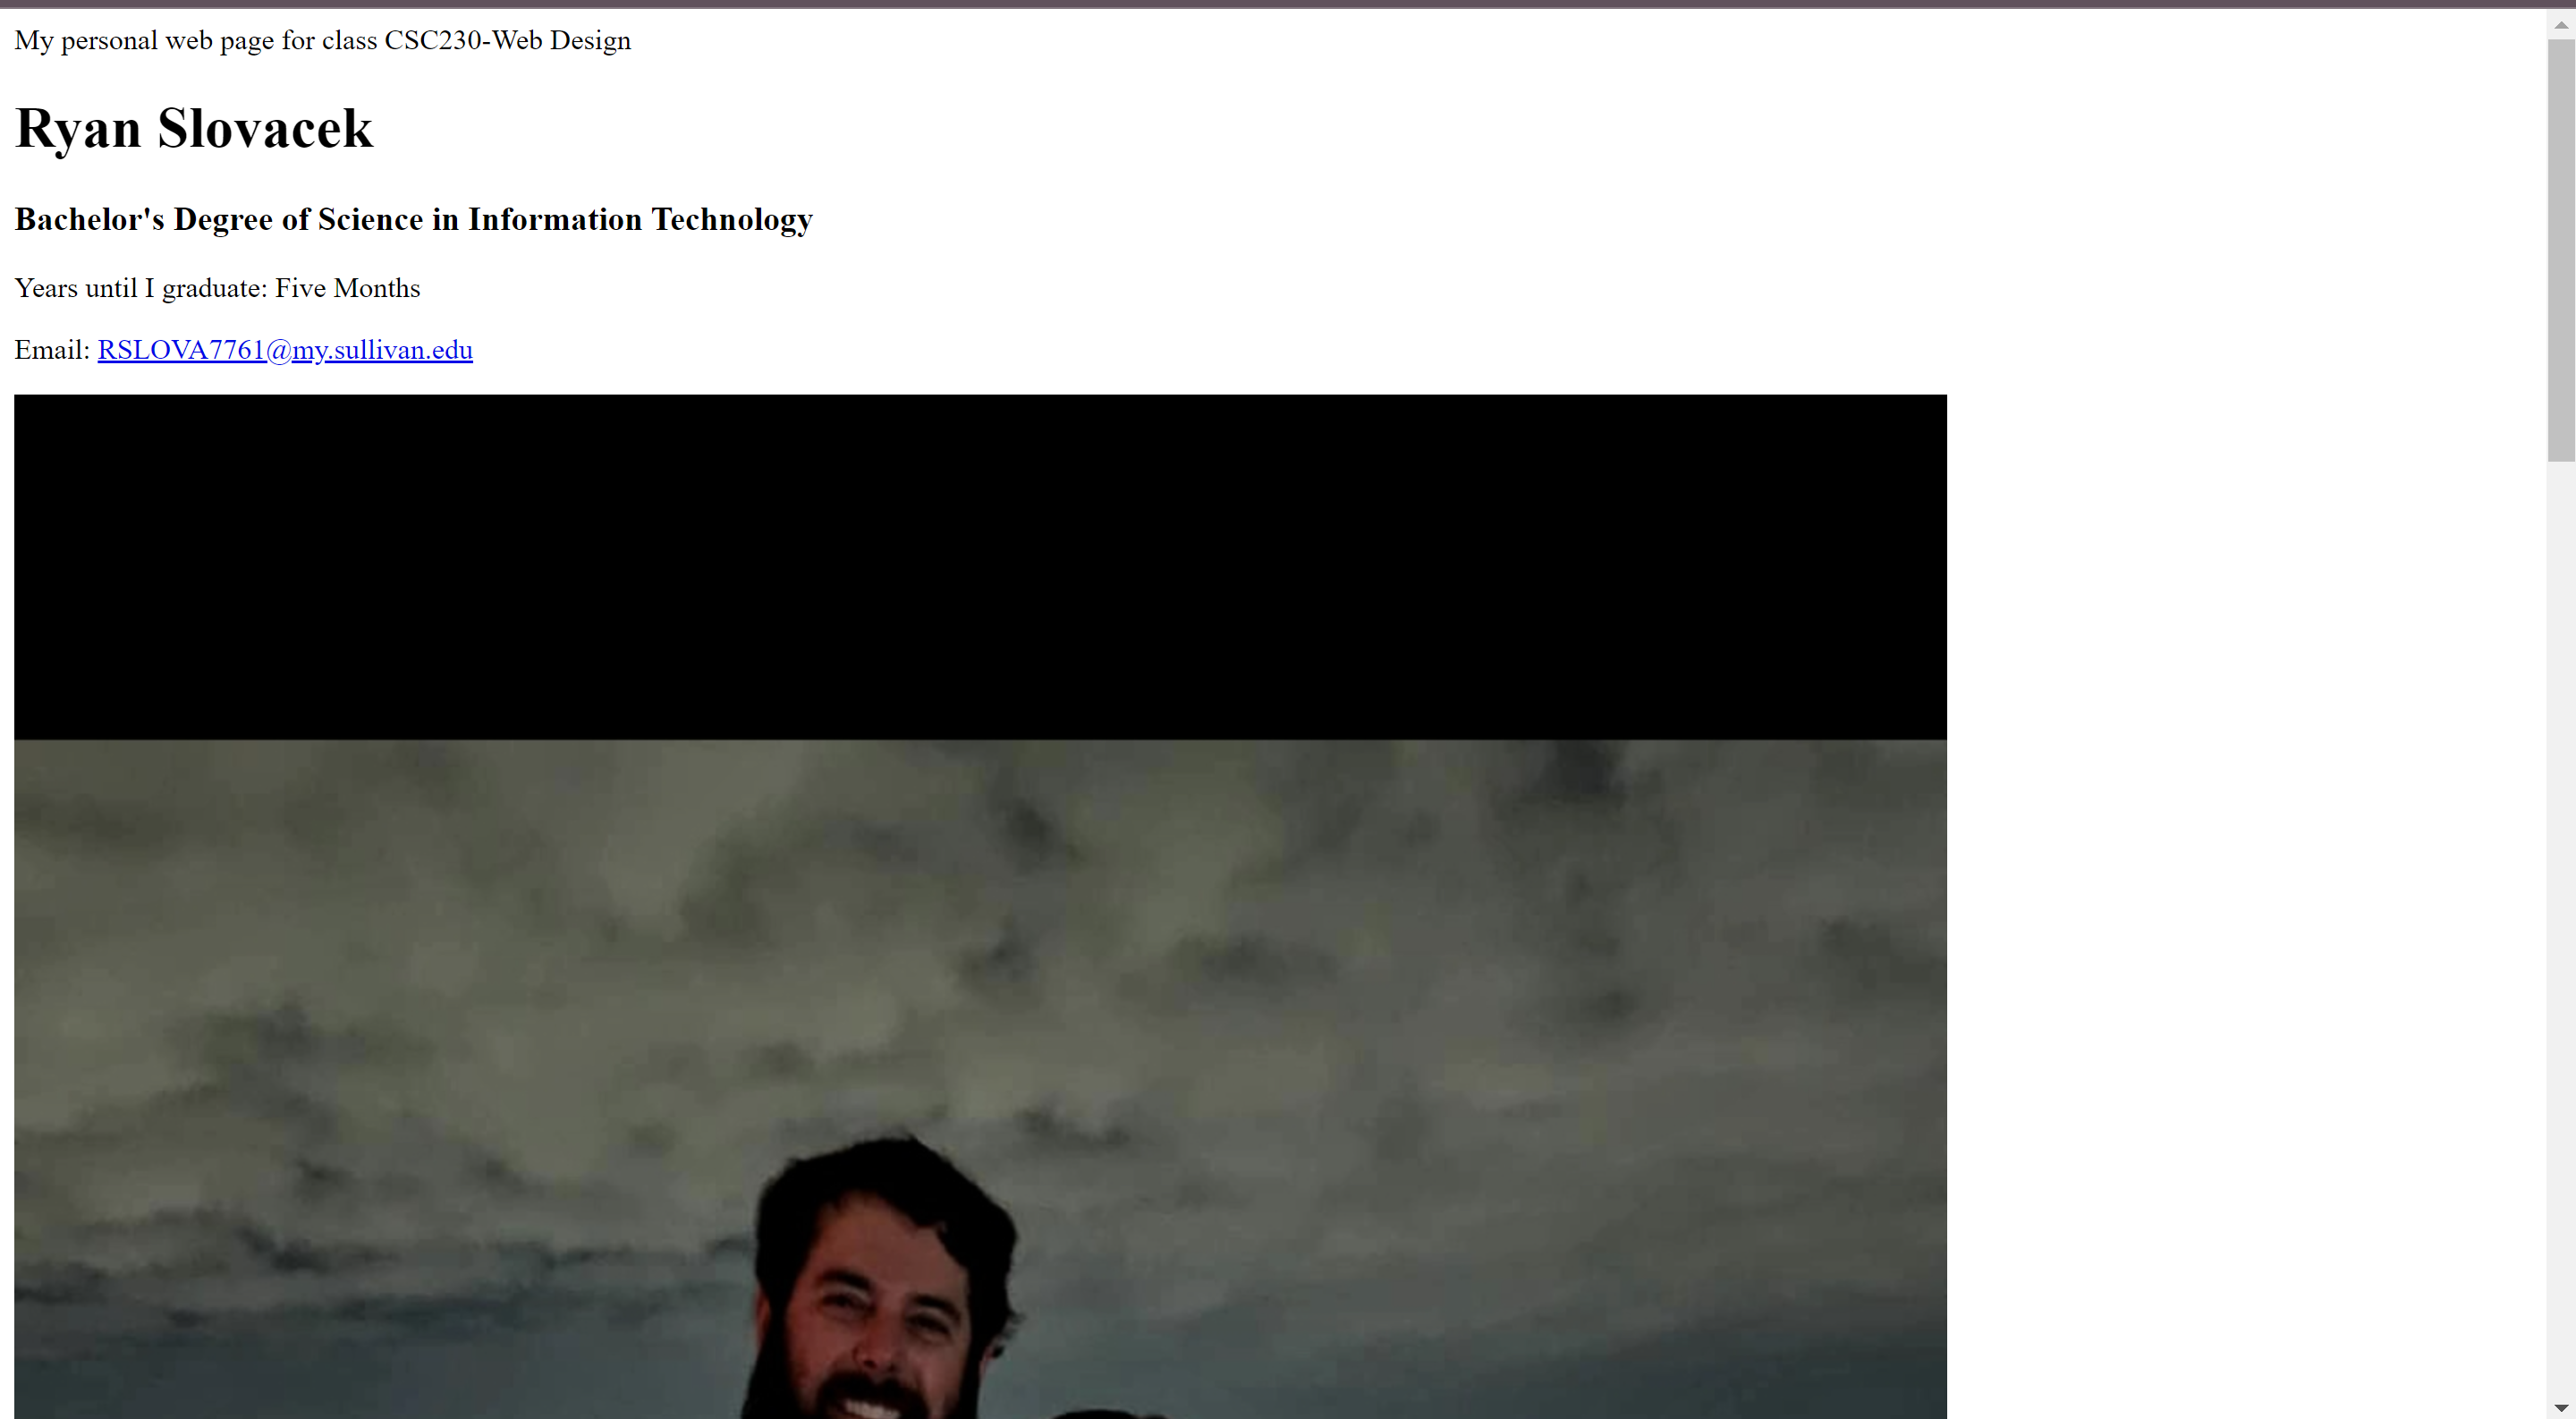 My personal web page for class CSC230-Web Design
Ryan Slovacek
Bachelor's Degree of Science in Information Technology
Years until I graduate: Five Months
Email: RSLOVA7761@my.sullivan.edu